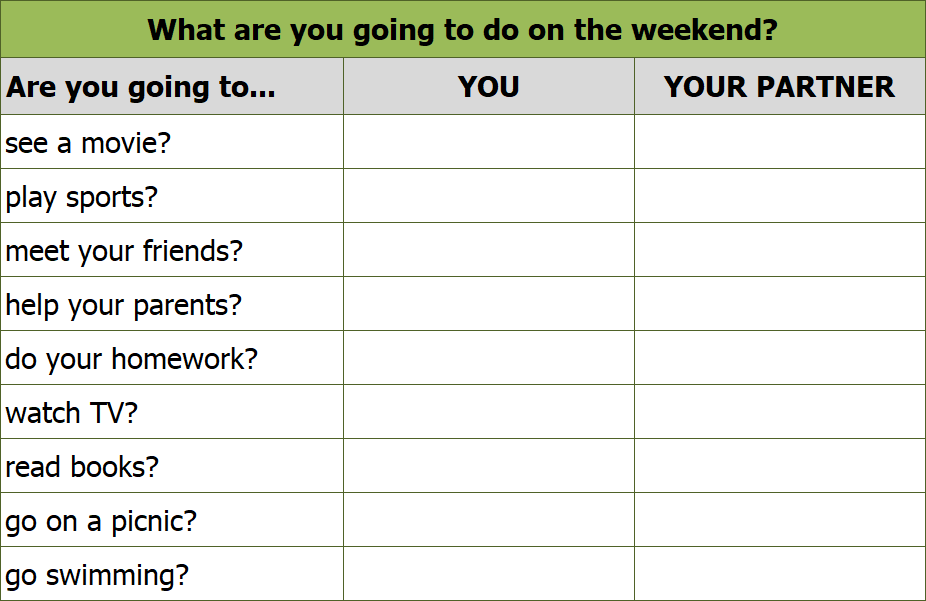 What are you going to do on the weekend?
Are you going to... YOU YOUR PARTNER
see a movie?
play sports?
meet your friends?
help your parents?
do your homework?
watch TV?
read books?
go on a picnic?
go swimming?